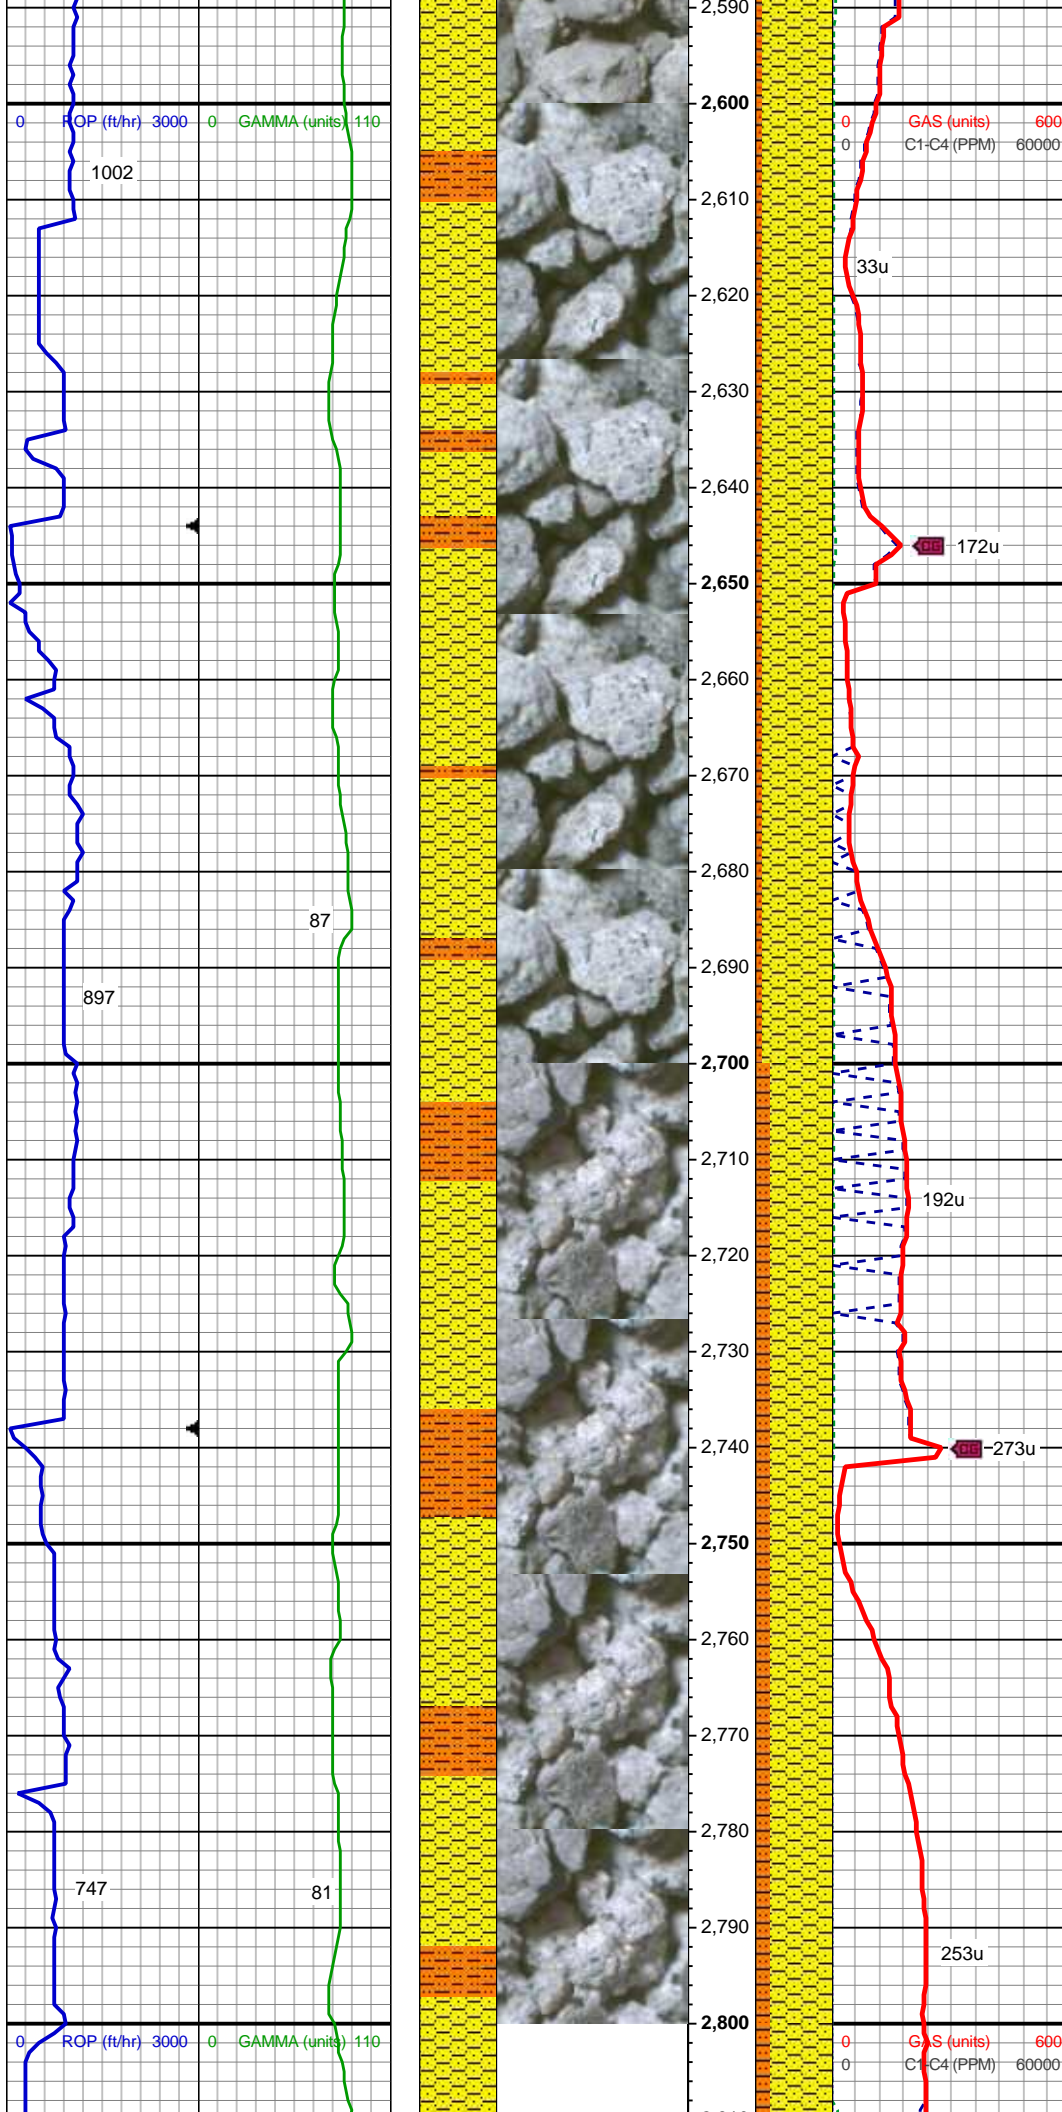 2,590
2,600
0 ROP (ft/hr) 3000 0 GAMMA (units) 110
0 GAS (units) 600
0 C1-C4 (PPM) 60000
1002
2,610
33u
2,620
2,630
2,640
CG 172u
2,650
2,660
2,670
2,680
87
2,690
897
2,700
2,710
192u
2,720
2,730
2,740
CG 273u
2,750
2,760
2,770
2,780
747
81
2,790
253u
2,800
0 ROP (ft/hr) 3000 0 GAMMA (units) 110
0 GAS (units) 600
0 C1-C4 (PPM) 60000